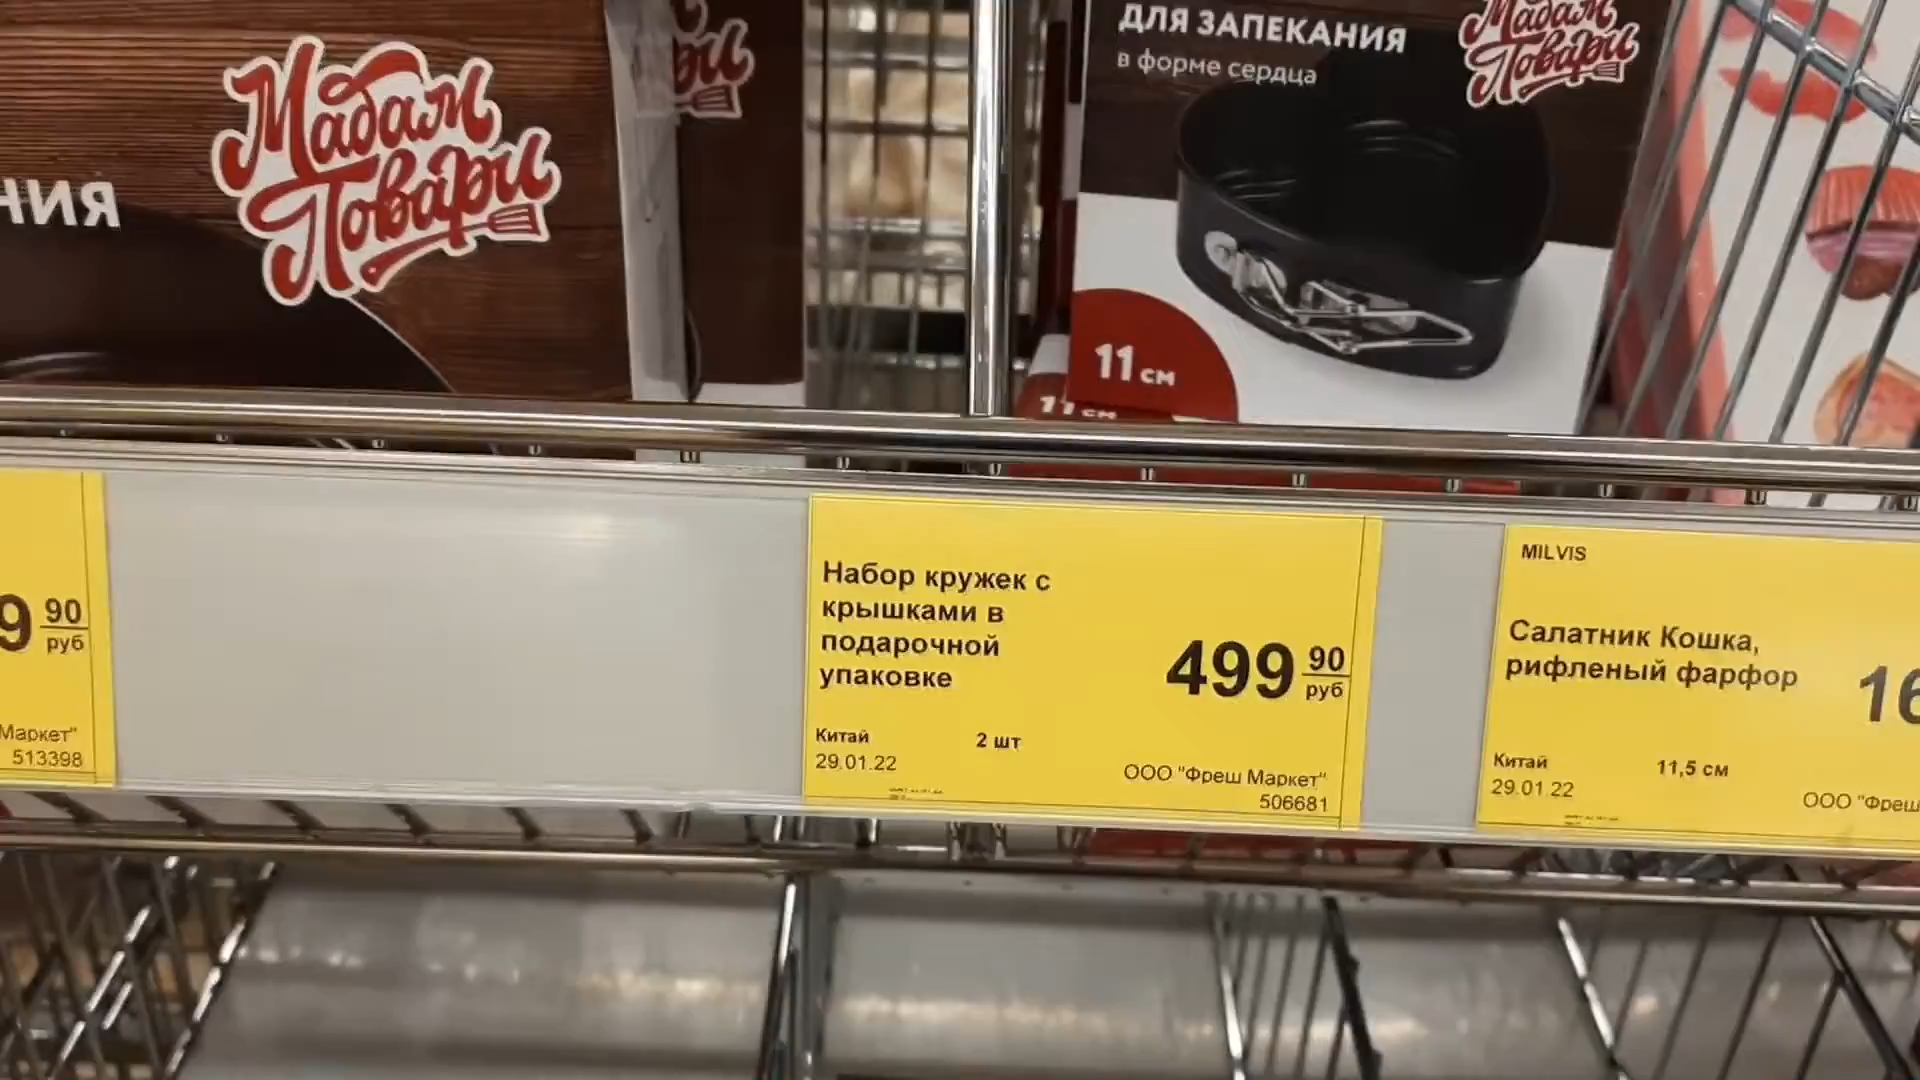 Мадам
Повари
ДЛЯ ЗАПЕКАНИЯ
в форме сердца
Мадам
Повари
НИЯ
11 см
11 см
9 90
руб
Маркет"
513398
Набор кружек с
крышками в
подарочной
упаковке
499 90
руб
Китай 2 шт
29.01.22
ООО "Фреш Маркет"
506681
MILVIS
Салатник Кошка,
рифленый фарфор
16
Китай 11,5 см
29.01.22
ООО "Фреш